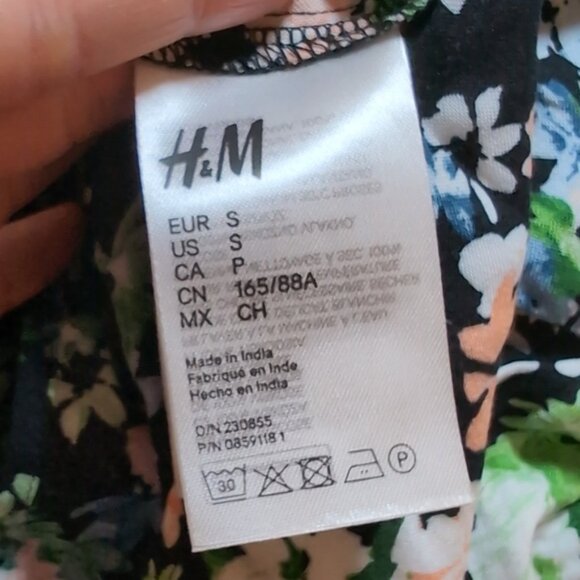 H&M
EUR S
US S
CA P
CN 165/88A
MX CH
Made in India
Fabriqué en Inde
Hecho en India
O/N 230855
P/N 0859118 1
30 P